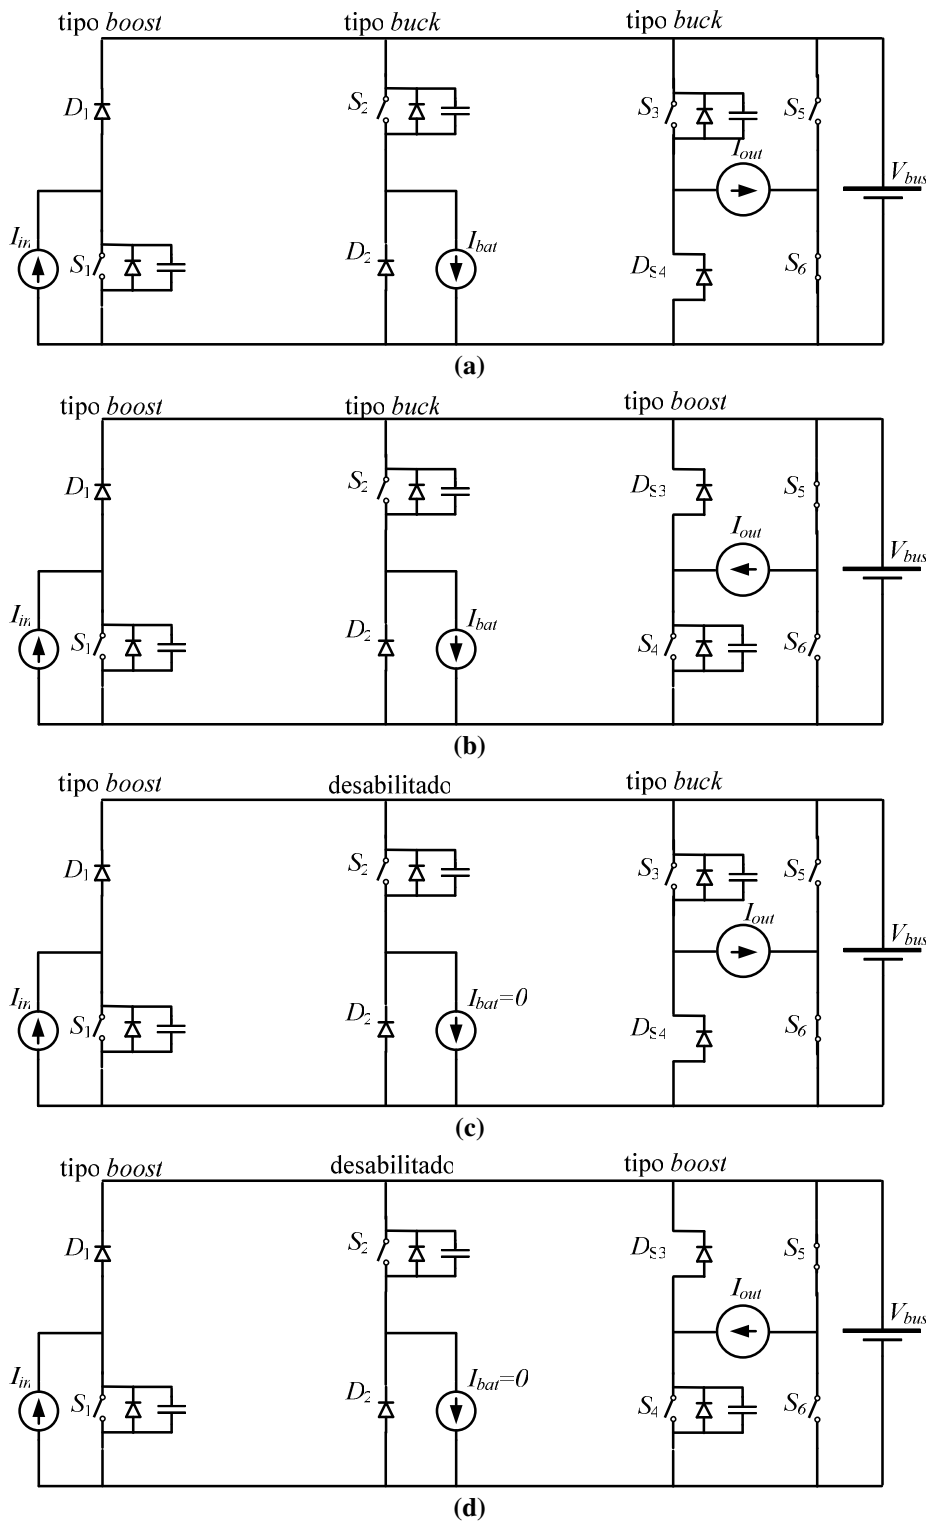 tipo boost tipo buck tipo buck
D1 S2 S3 S5
Iout Vbus
Iin S1 D2 Ibat DS4 S6
(a)
tipo boost tipo buck tipo boost
D1 S2 DS3 S5
Iout Vbus
Iin S1 D2 Ibat S4 S6
(b)
tipo boost desabilitado tipo buck
D1 S2 S3 S5
Iout Vbus
Iin S1 D2 Ibat=0 DS4 S6
(c)
tipo boost desabilitado tipo boost
D1 S2 DS3 S5
Iout Vbus
Iin S1 D2 Ibat=0 S4 S6
(d)